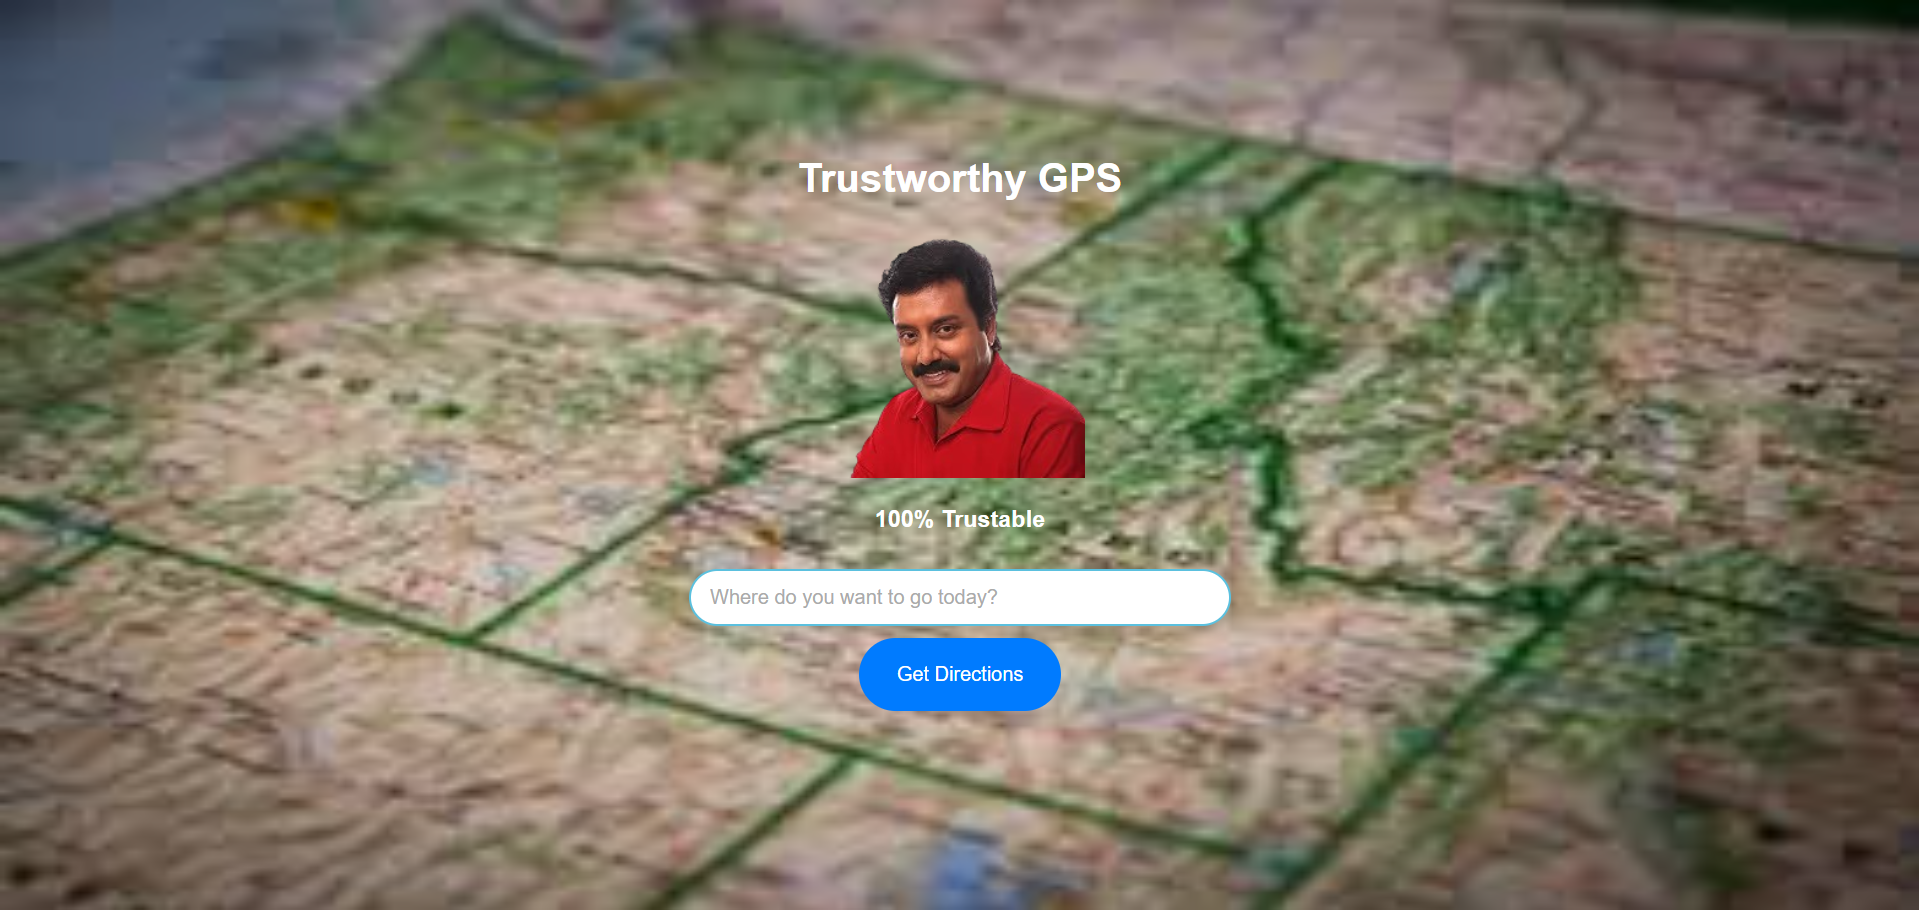 Trustworthy GPS
100% Trustable
Where do you want to go today?
Get Directions